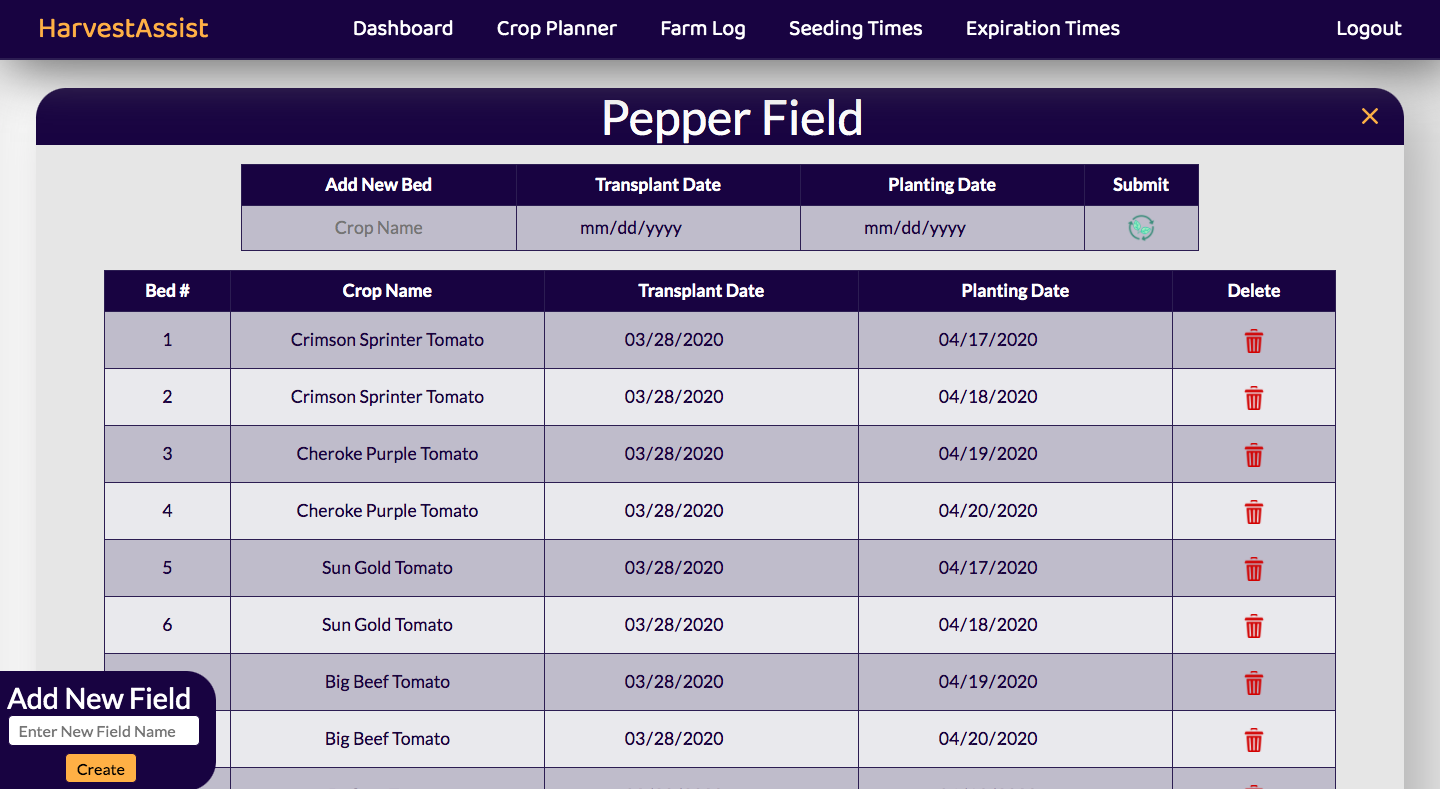 HarvestAssist Dashboard Crop Planner Farm Log Seeding Times Expiration Times Logout
Pepper Field
Add New Bed Transplant Date Planting Date Submit
Crop Name mm/dd/yyyy mm/dd/yyyy
Bed # Crop Name Transplant Date Planting Date Delete
1 Crimson Sprinter Tomato 03/28/2020 04/17/2020
2 Crimson Sprinter Tomato 03/28/2020 04/18/2020
3 Cheroke Purple Tomato 03/28/2020 04/19/2020
4 Cheroke Purple Tomato 03/28/2020 04/20/2020
5 Sun Gold Tomato 03/28/2020 04/17/2020
6 Sun Gold Tomato 03/28/2020 04/18/2020
Big Beef Tomato 03/28/2020 04/19/2020
Big Beef Tomato 03/28/2020 04/20/2020
Add New Field
Enter New Field Name
Create